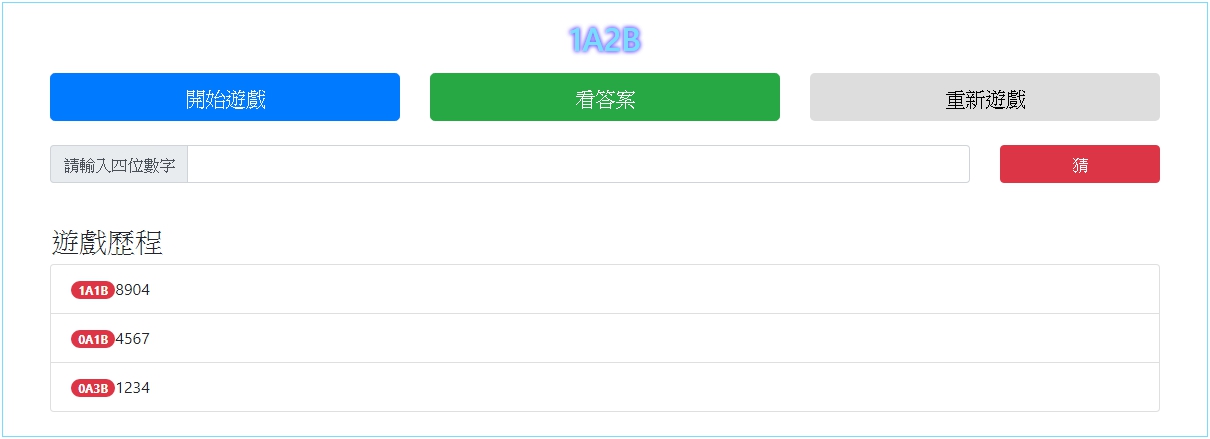 1A2B
開始遊戲 看答案 重新遊戲
請輸入四位數字 猜
遊戲歷程
1A1B 8904
0A1B 4567
0A3B 1234